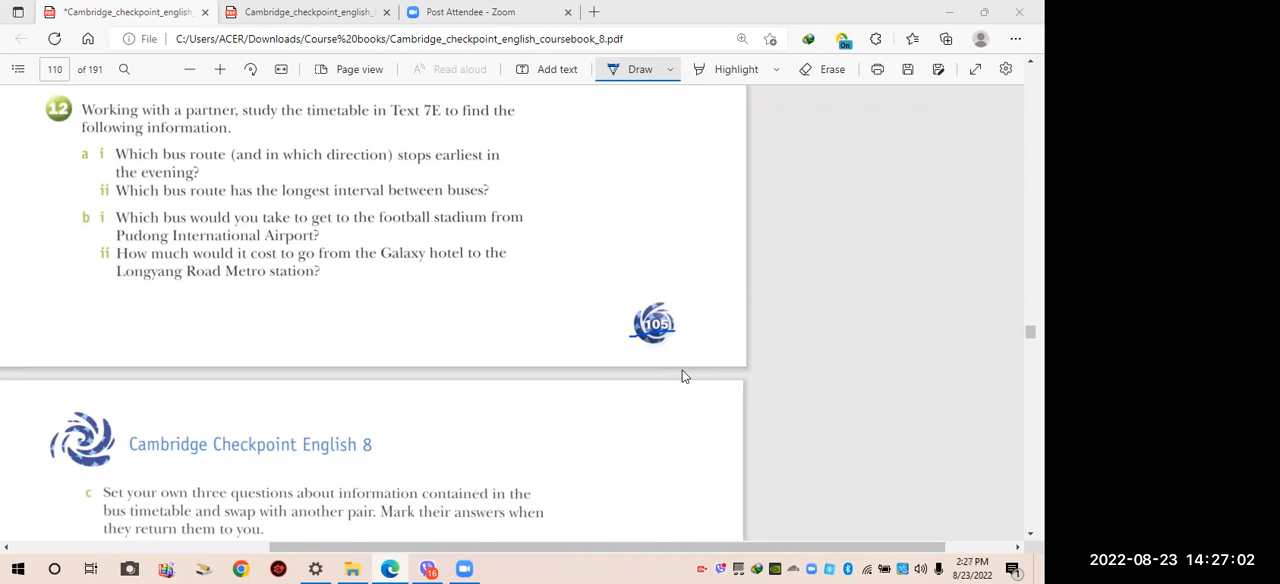 *Cambridge_checkpoint_english
Cambridge_checkpoint_english_
Post Attendee - Zoom
File
C:/Users/ACER/Downloads/Course%20books/Cambridge_checkpoint_english_coursebook_8.pdf
On
110 of 191
Page view
Read aloud
Add text
Draw
Highlight
Erase
12 Working with a partner, study the timetable in Text 7E to find the
following information.
a i Which bus route (and in which direction) stops earliest in
the evening?
ii Which bus route has the longest interval between buses?
b i Which bus would you take to get to the football stadium from
Pudong International Airport?
ii How much would it cost to go from the Galaxy hotel to the
Longyang Road Metro station?
105
Cambridge Checkpoint English 8
c Set your own three questions about information contained in the
bus timetable and swap with another pair. Mark their answers when
they return them to you.
16
2:27 PM
8/23/2022
1
2022-08-23 14:27:02